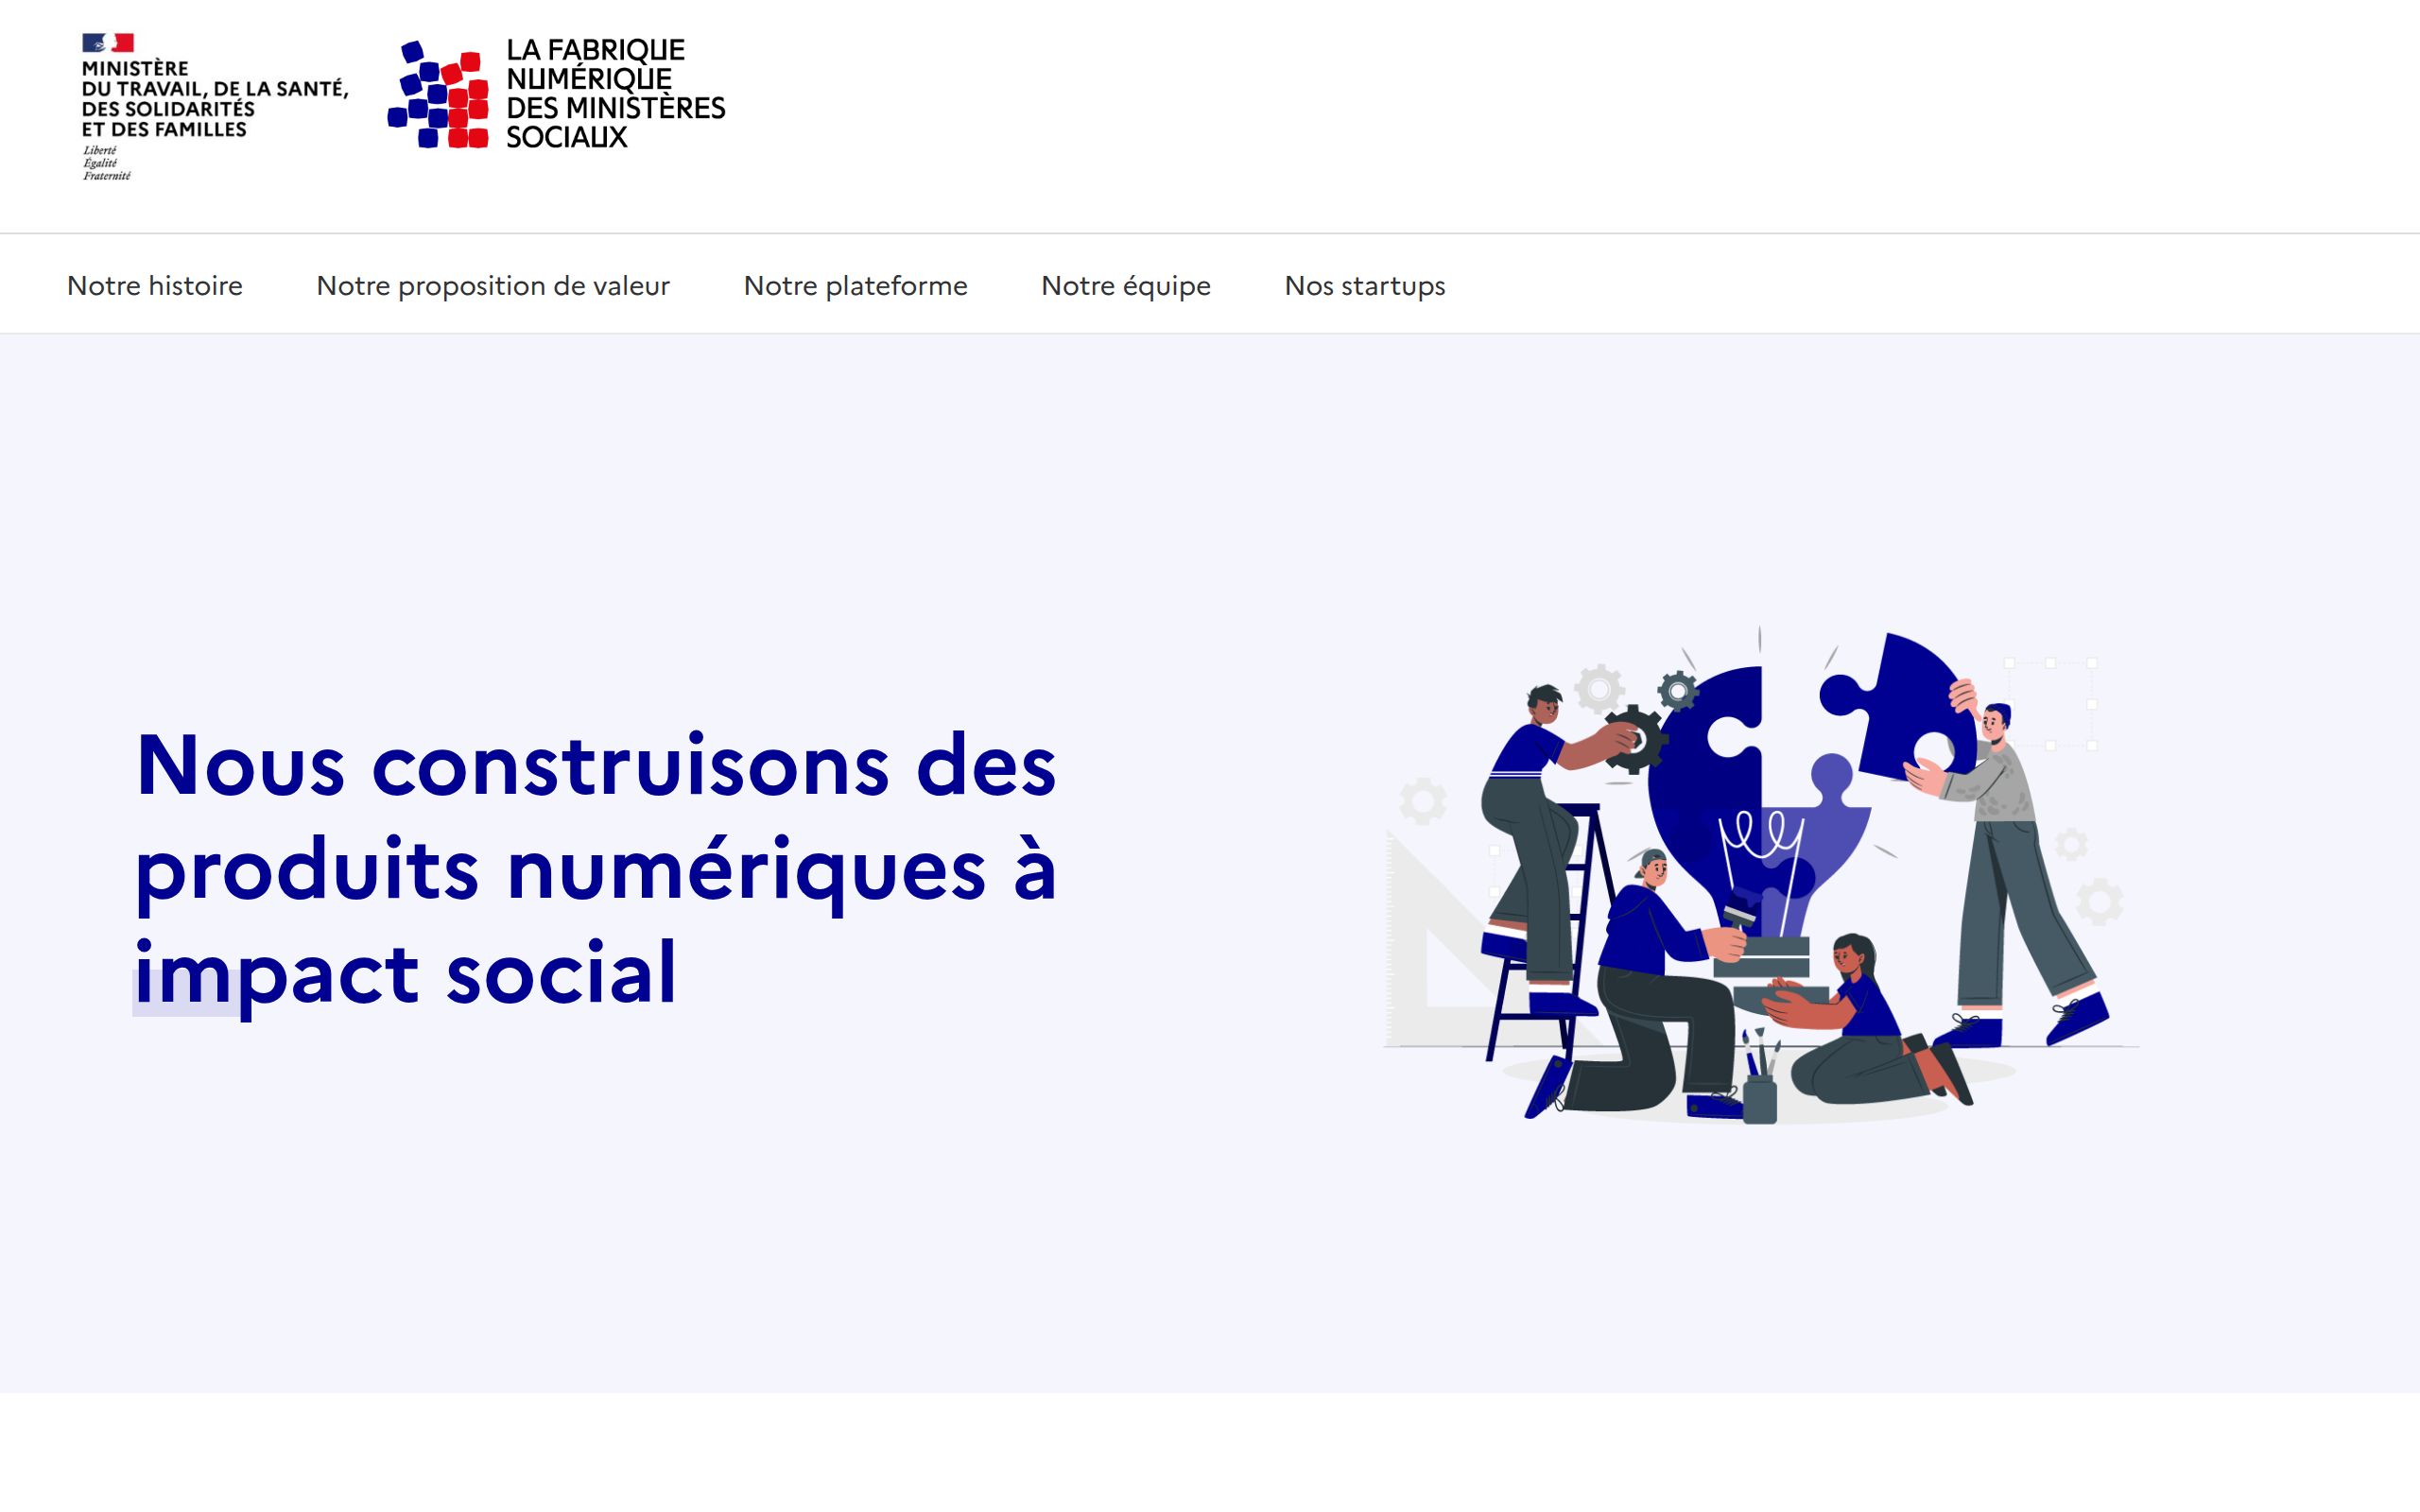 MINISTÈRE
DU TRAVAIL, DE LA SANTÉ,
DES SOLIDARITÉS
ET DES FAMILLES
Liberté
Égalité
Fraternité
LA FABRIQUE
NUMÉRIQUE
DES MINISTÈRES
SOCIAUX
Notre histoire
Notre proposition de valeur
Notre plateforme
Notre équipe
Nos startups
Nous construisons des
produits numériques à
impact social